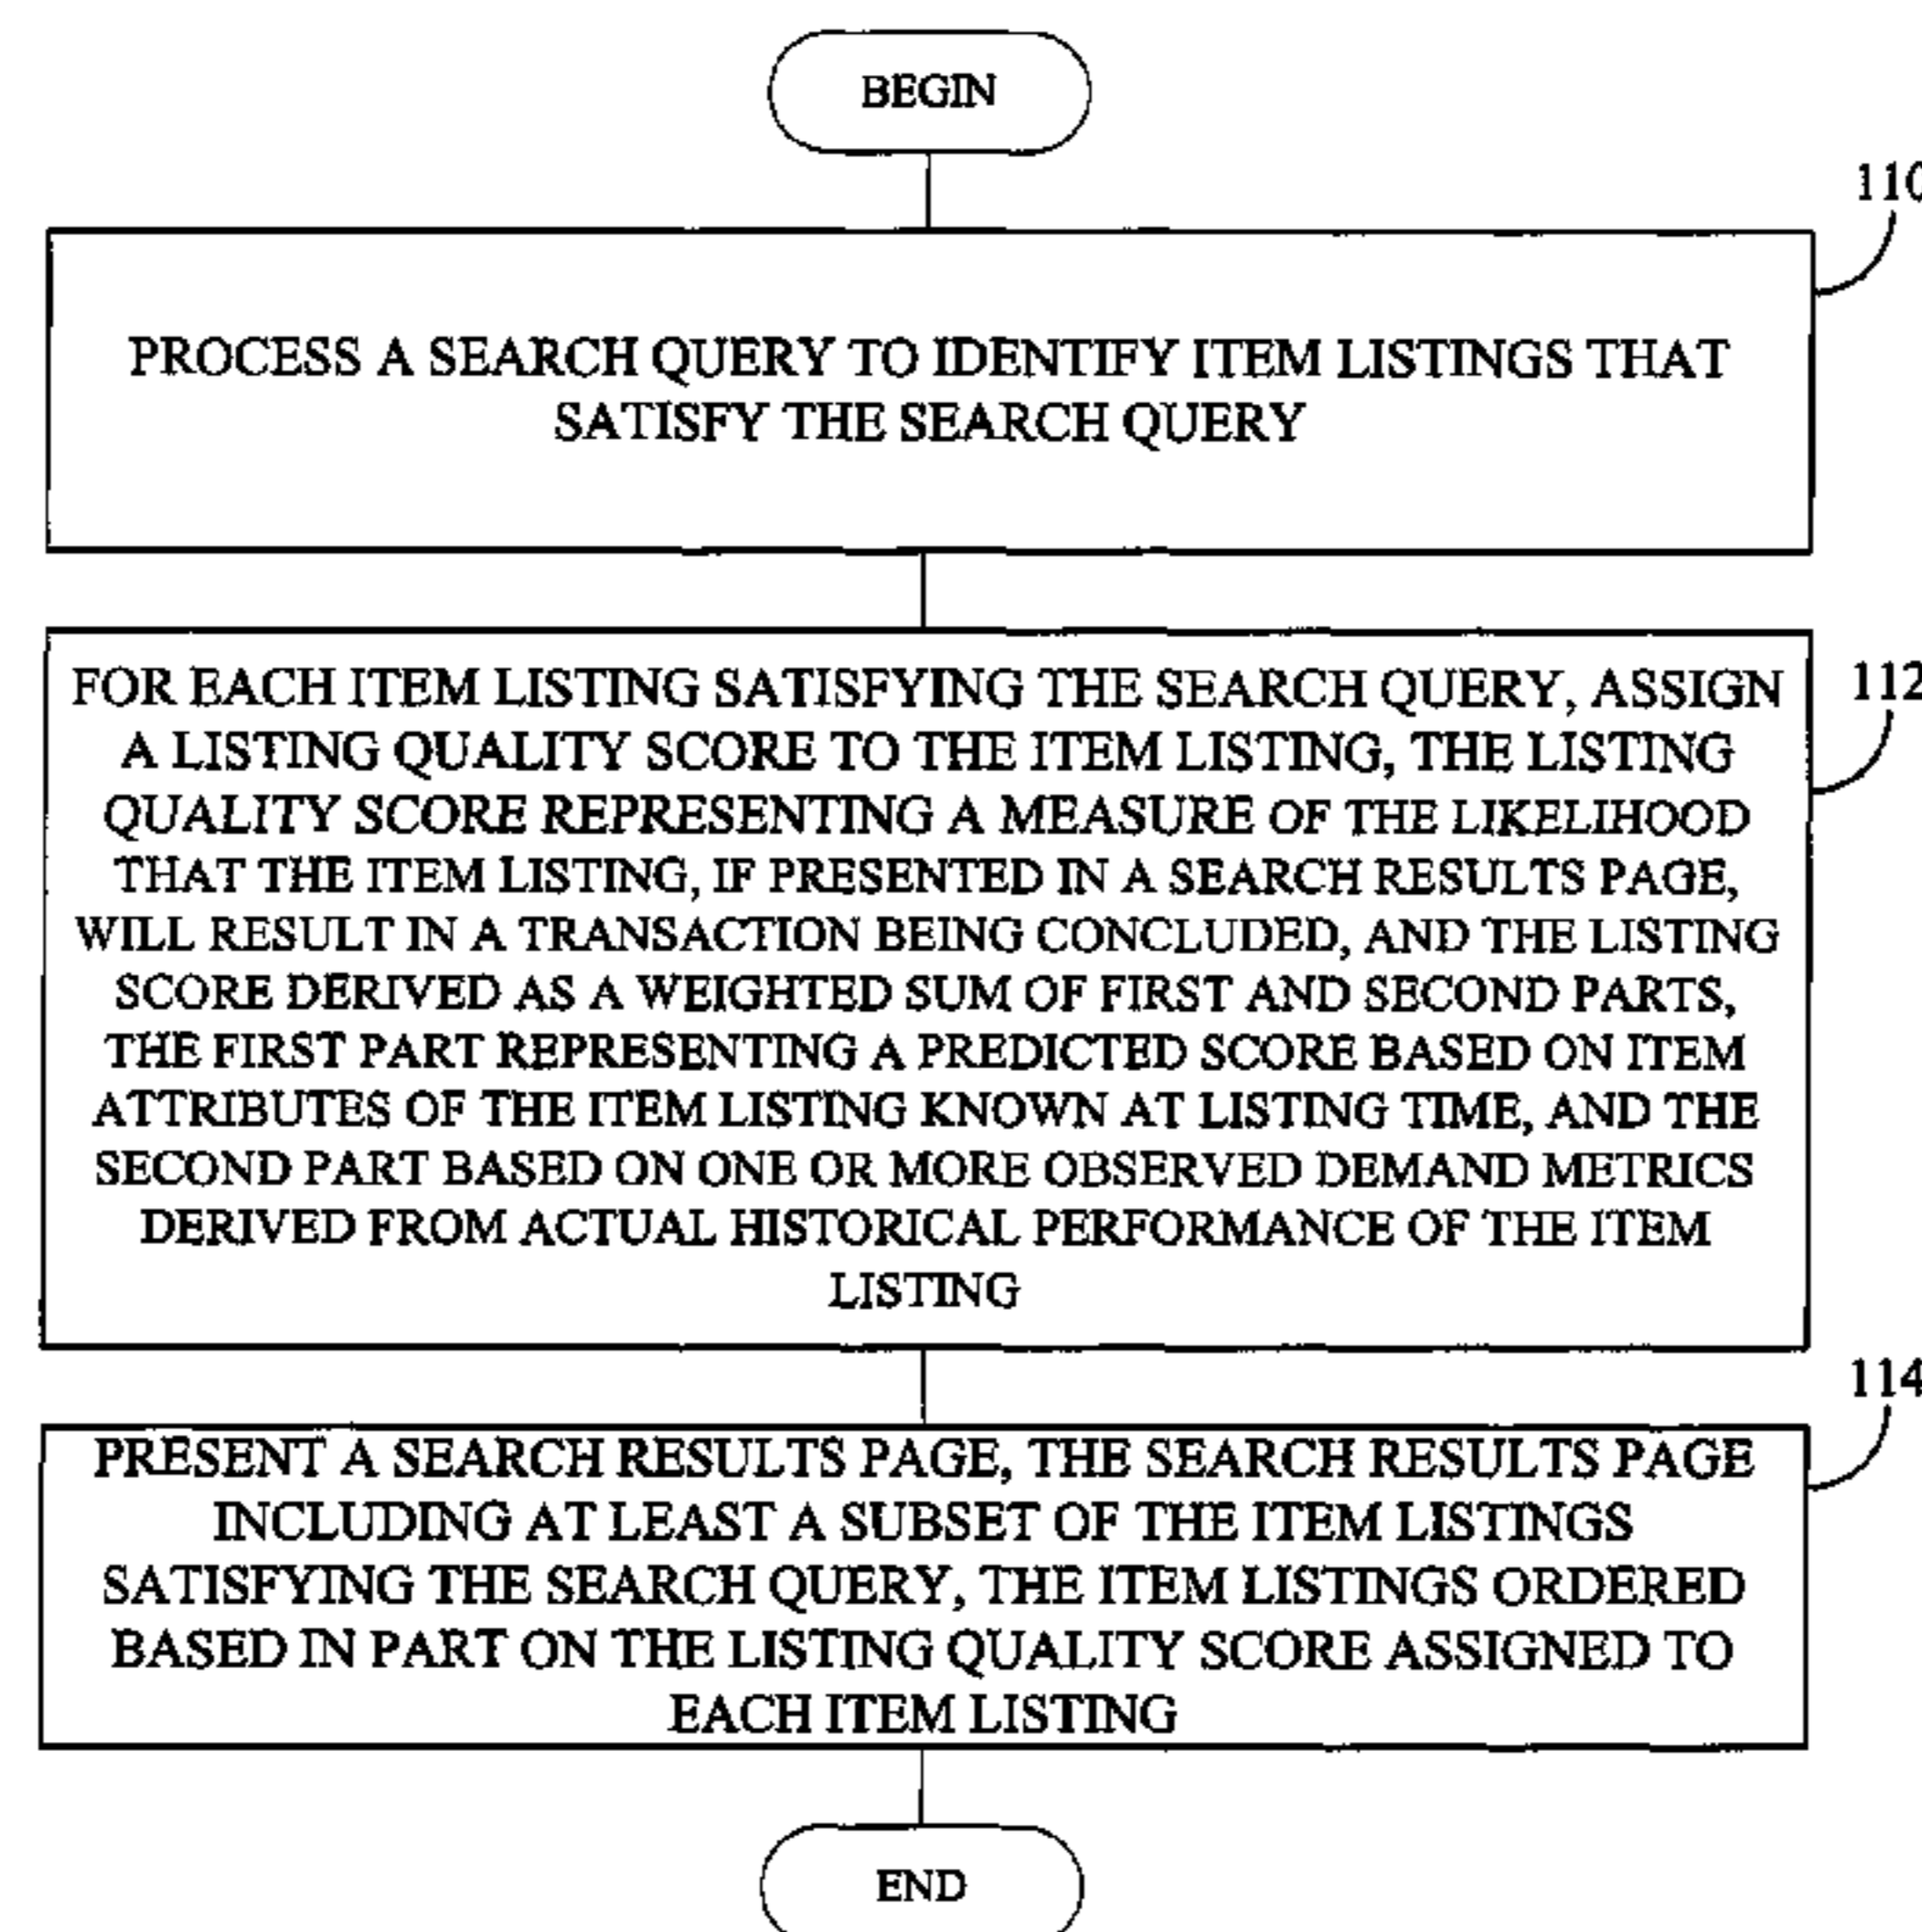 BEGIN
110
PROCESS A SEARCH QUERY TO IDENTIFY ITEM LISTINGS THAT
SATISFY THE SEARCH QUERY
112
FOR EACH ITEM LISTING SATISFYING THE SEARCH QUERY, ASSIGN
A LISTING QUALITY SCORE TO THE ITEM LISTING, THE LISTING
QUALITY SCORE REPRESENTING A MEASURE OF THE LIKELIHOOD
THAT THE ITEM LISTING, IF PRESENTED IN A SEARCH RESULTS PAGE,
WILL RESULT IN A TRANSACTION BEING CONCLUDED, AND THE LISTING
SCORE DERIVED AS A WEIGHTED SUM OF FIRST AND SECOND PARTS,
THE FIRST PART REPRESENTING A PREDICTED SCORE BASED ON ITEM
ATTRIBUTES OF THE ITEM LISTING KNOWN AT LISTING TIME, AND THE
SECOND PART BASED ON ONE OR MORE OBSERVED DEMAND METRICS
DERIVED FROM ACTUAL HISTORICAL PERFORMANCE OF THE ITEM
LISTING
114
PRESENT A SEARCH RESULTS PAGE, THE SEARCH RESULTS PAGE
INCLUDING AT LEAST A SUBSET OF THE ITEM LISTINGS
SATISFYING THE SEARCH QUERY, THE ITEM LISTINGS ORDERED
BASED IN PART ON THE LISTING QUALITY SCORE ASSIGNED TO
EACH ITEM LISTING
END